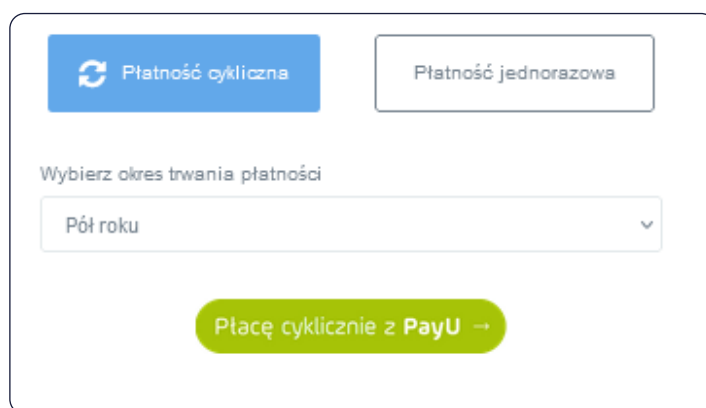 Płatność cykliczna
Płatność jednorazowa
Wybierz okres trwania płatności
Pół roku
Płacę cyklicznie z PayU →